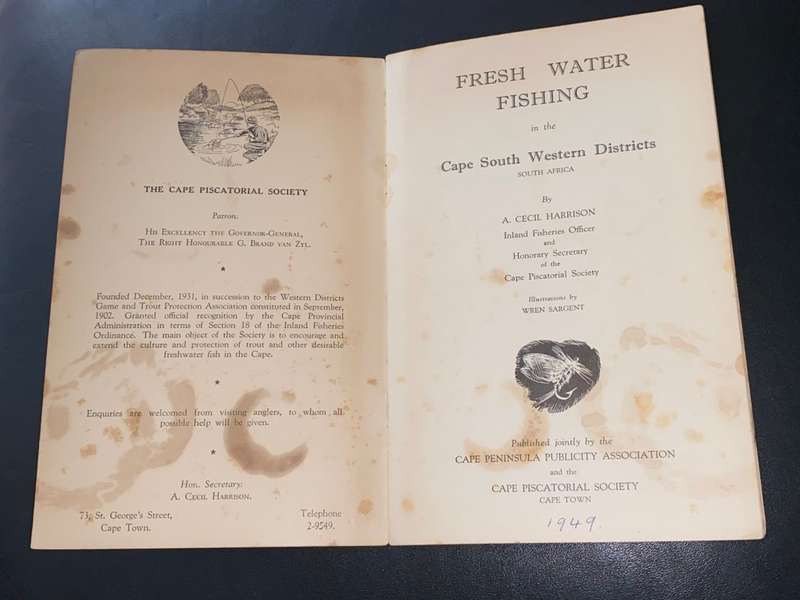 THE CAPE PISCATORIAL SOCIETY
Patron:
HIS EXCELLENCY THE GOVERNOR-GENERAL,
THE RIGHT HONOURABLE G. BRAND VAN ZYL.
Founded December, 1931, in succession to the Western Districts
Game and Trout Protection Association constituted in September,
1902. Granted official recognition by the Cape Provincial
Administration in terms of Section 18 of the Inland Fisheries
Ordinance. The main object of the Society is to encourage and
extend the culture and protection of trout and other desirable
freshwater fish in the Cape.
Enquiries are welcomed from visiting anglers, to whom all
possible help will be given.
Hon. Secretary:
A. CECIL HARRISON.
73, St. George's Street,
Cape Town.
Telephone
2-9549.
FRESH WATER
FISHING
in the
Cape South Western Districts
SOUTH AFRICA
By
A. CECIL HARRISON
Inland Fisheries Officer
and
Honorary Secretary
of the
Cape Piscatorial Society
Illustrations by
WREN SARGENT
Published jointly by the
CAPE PENINSULA PUBLICITY ASSOCIATION
and the
CAPE PISCATORIAL SOCIETY
CAPE TOWN
1949.